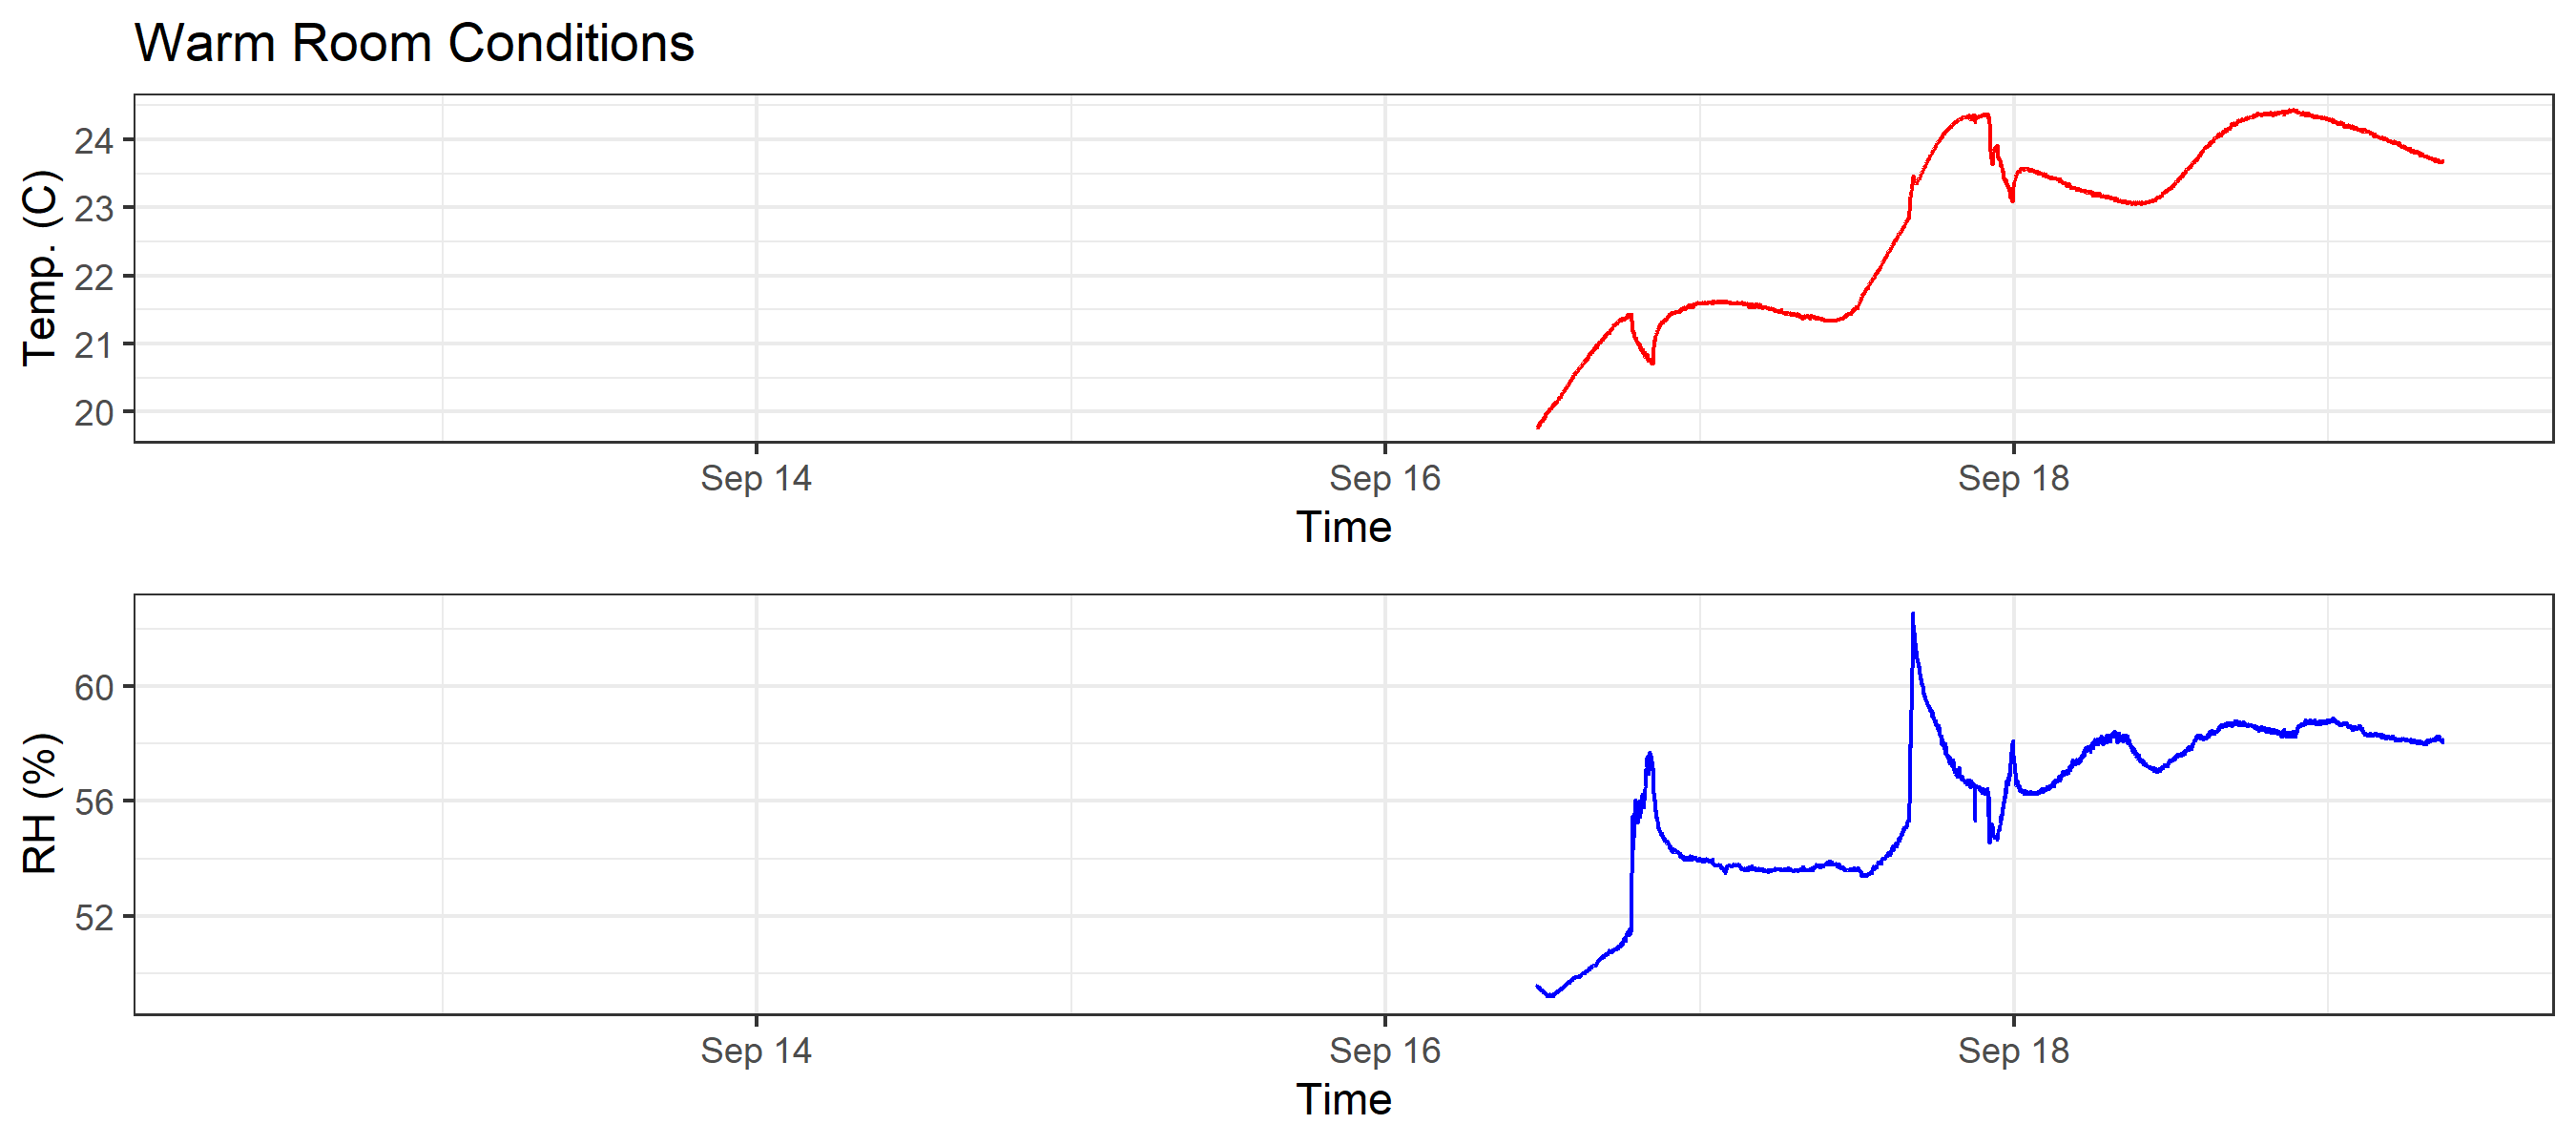 Warm Room Conditions
Temp. (C)
24
23
22
21
20
Sep 14 Sep 16 Sep 18
Time
RH (%)
60
56
52
Sep 14 Sep 16 Sep 18
Time